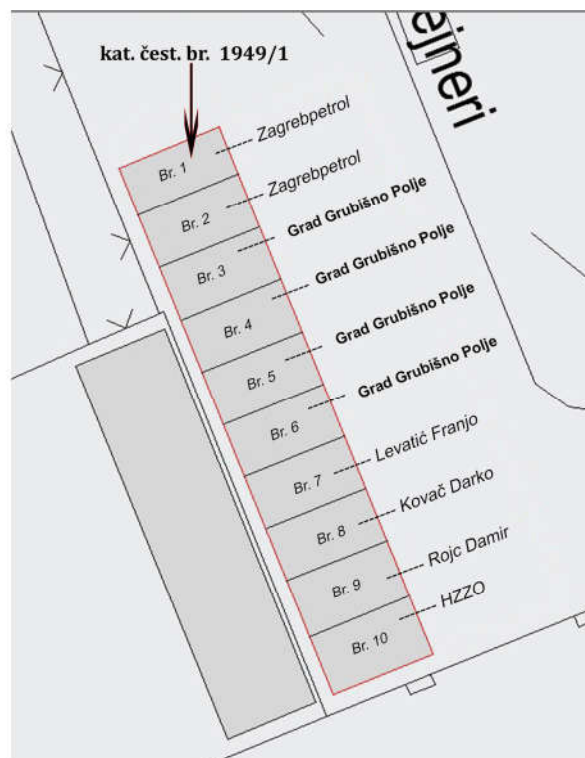 kat. čest. br. 1949/1
ejneri
Br. 1 Zagrebpetrol
Br. 2 Zagrebpetrol
Br. 3 Grad Grubišno Polje
Br. 4 Grad Grubišno Polje
Br. 5 Grad Grubišno Polje
Br. 6 Grad Grubišno Polje
Br. 7 Levatić Franjo
Br. 8 Kovač Darko
Br. 9 Rojc Damir
Br. 10 HZZO